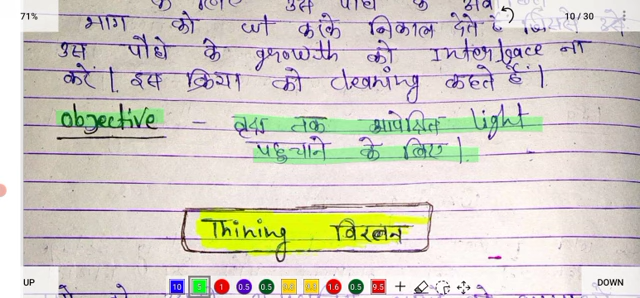 71%
10 / 30
भाग को cut करके निकाल देते हैं जिससे
उस पौधे के growth को Interface ना
करें | इस क्रिया को cleaning कहते हैं |
objective - वृक्ष तक आपेक्षित light
पहुचाने के लिए |
Thining विरलन
UP
10 5 1 0.5 0.5 1.6 0.5 9.5
DOWN